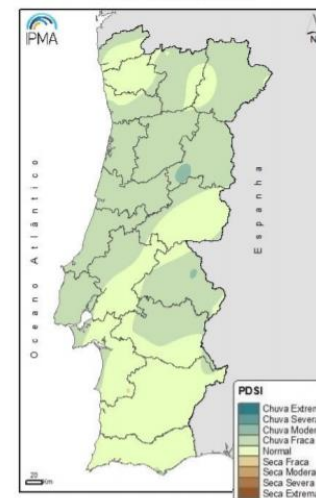 IPMA
N
Oceano Atlântico
Espanha
20
Km
PDSI
Chuva Extrem
Chuva Severa
Chuva Moder
Chuva Fraca
Normal
Seca Fraca
Seca Modera
Seca Severa
Seca Extrem